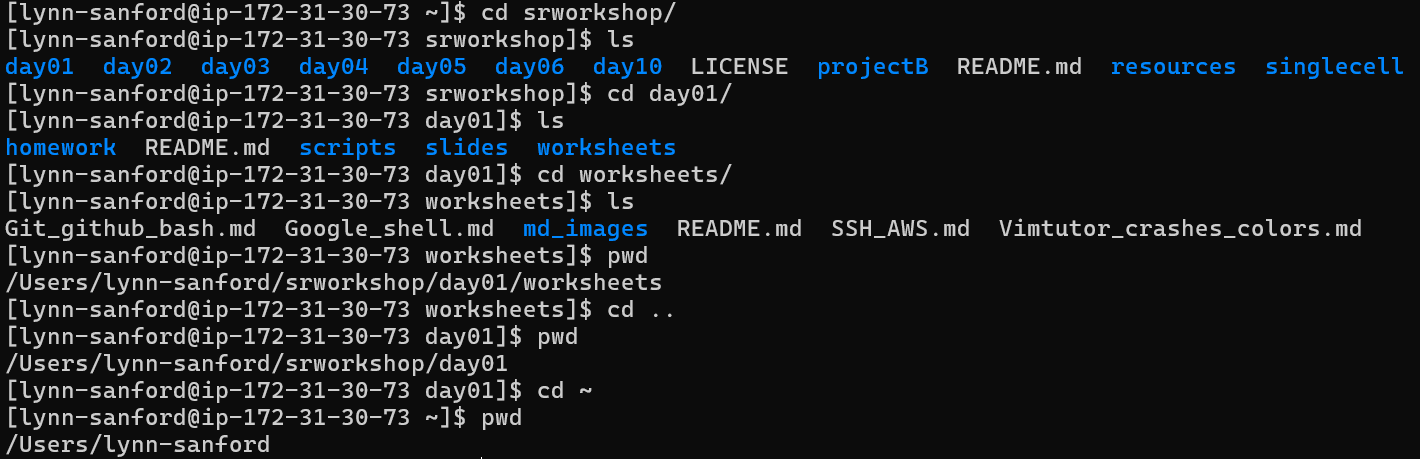 [lynn-sanford@ip-172-31-30-73 ~]$ cd srworkshop/
[lynn-sanford@ip-172-31-30-73 srworkshop]$ ls
day01  day02  day03  day04  day05  day06  day10  LICENSE  projectB  README.md  resources  singlecell
[lynn-sanford@ip-172-31-30-73 srworkshop]$ cd day01/
[lynn-sanford@ip-172-31-30-73 day01]$ ls
homework  README.md  scripts  slides  worksheets
[lynn-sanford@ip-172-31-30-73 day01]$ cd worksheets/
[lynn-sanford@ip-172-31-30-73 worksheets]$ ls
Git_github_bash.md  Google_shell.md  md_images  README.md  SSH_AWS.md  Vimtutor_crashes_colors.md
[lynn-sanford@ip-172-31-30-73 worksheets]$ pwd
/Users/lynn-sanford/srworkshop/day01/worksheets
[lynn-sanford@ip-172-31-30-73 worksheets]$ cd ..
[lynn-sanford@ip-172-31-30-73 day01]$ pwd
/Users/lynn-sanford/srworkshop/day01
[lynn-sanford@ip-172-31-30-73 day01]$ cd ~
[lynn-sanford@ip-172-31-30-73 ~]$ pwd
/Users/lynn-sanford